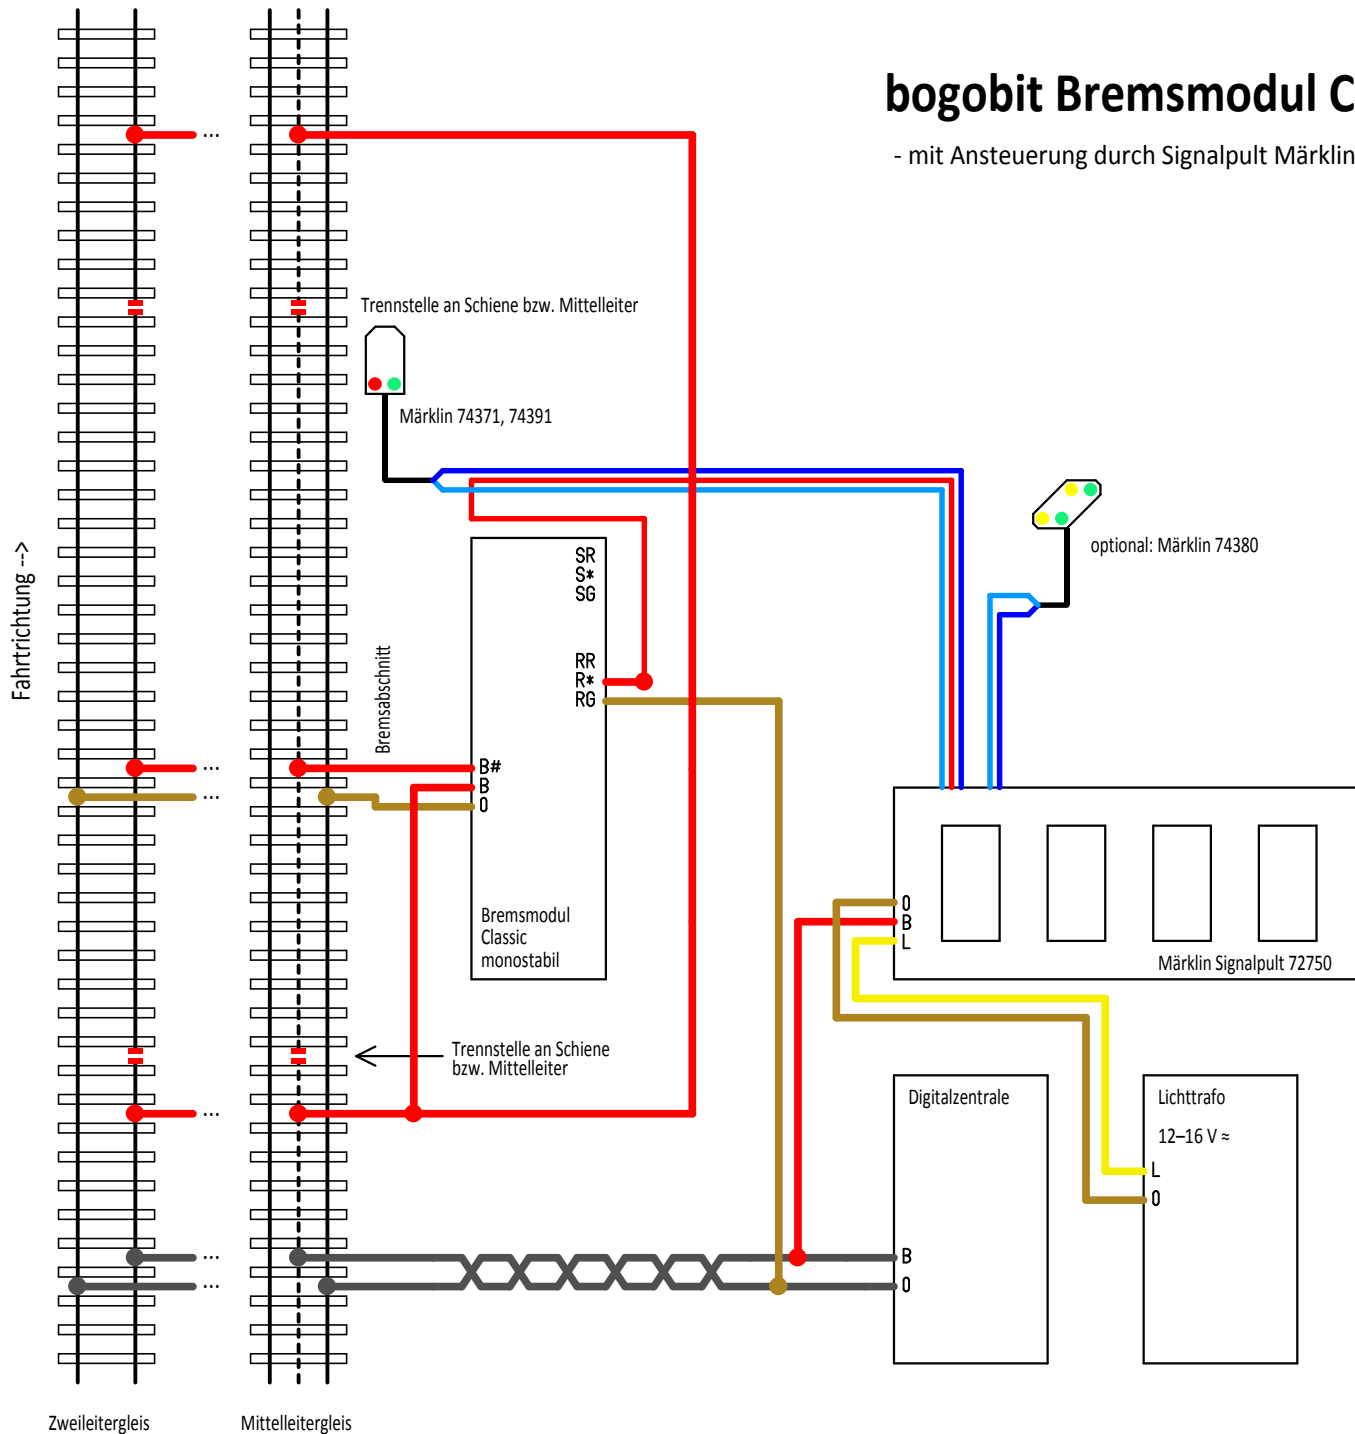 bogobit Bremsmodul C
- mit Ansteuerung durch Signalpult Märklin
...
Trennstelle an Schiene bzw. Mittelleiter
Märklin 74371, 74391
optional: Märklin 74380
Fahrtrichtung -->
Bremsabschnitt
SR
S*
SG
RR
R*
RG
B#
B
0
...
...
Bremsmodul
Classic
monostabil
0
B
L
Märklin Signalpult 72750
Trennstelle an Schiene
bzw. Mittelleiter
...
Digitalzentrale
B
0
Lichttrafo
12–16 V ≈
L
0
...
...
Zweileitergleis
Mittelleitergleis